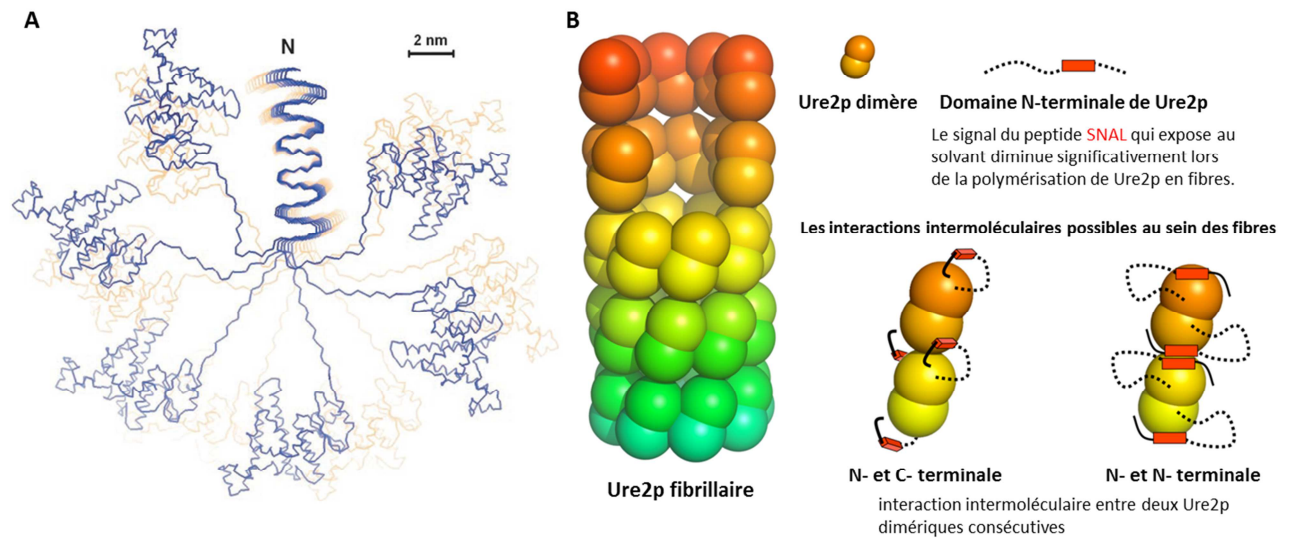 A
N
2 nm
B
Ure2p dimère
Domaine N-terminale de Ure2p
Le signal du peptide SNAL qui expose au
solvant diminue significativement lors
de la polymérisation de Ure2p en fibres.
Les interactions intermoléculaires possibles au sein des fibres
Ure2p fibrillaire
N- et C- terminale
N- et N- terminale
interaction intermoléculaire entre deux Ure2p
dimériques consécutives